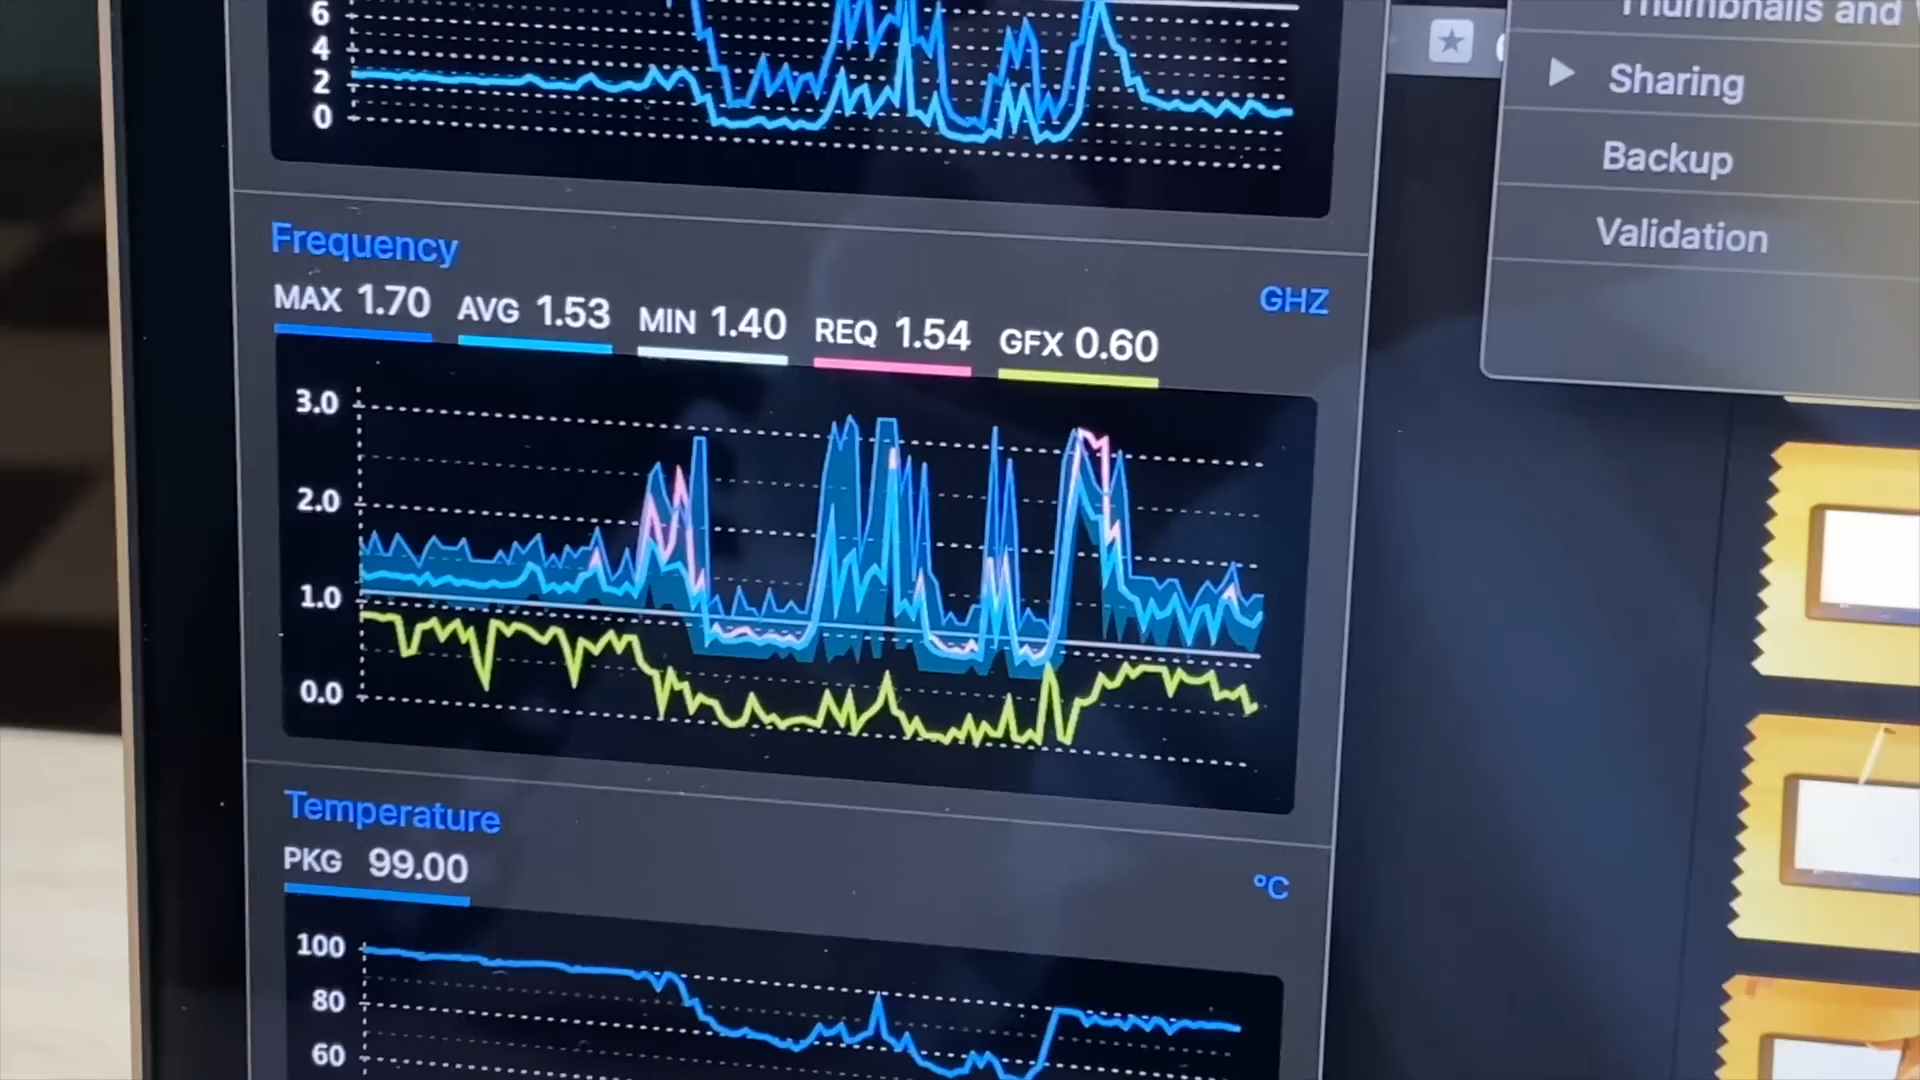 6
4
2
0
Frequency
GHZ
MAX 1.70 AVG 1.53 MIN 1.40 REQ 1.54 GFX 0.60
3.0
2.0
1.0
0.0
Temperature
PKG 99.00
°C
100
80
60
Thumbnails and
Sharing
Backup
Validation